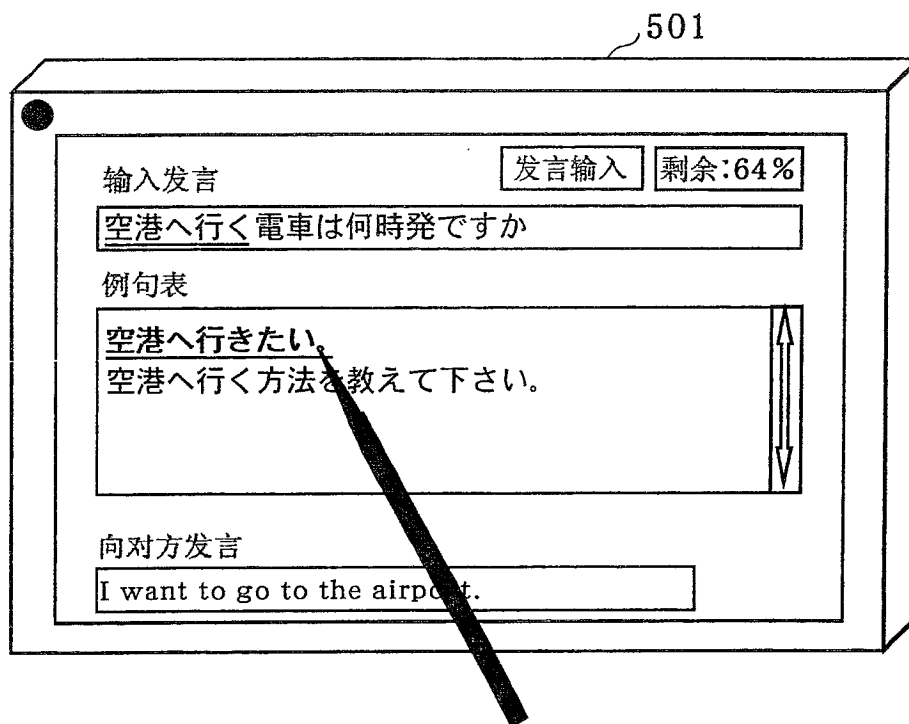 501
发言输入 剩余:64%
输入发言
空港へ行く電車は何時発ですか
例句表
空港へ行きたい。
空港へ行く方法を教えて下さい。
向对方发言
I want to go to the airport.